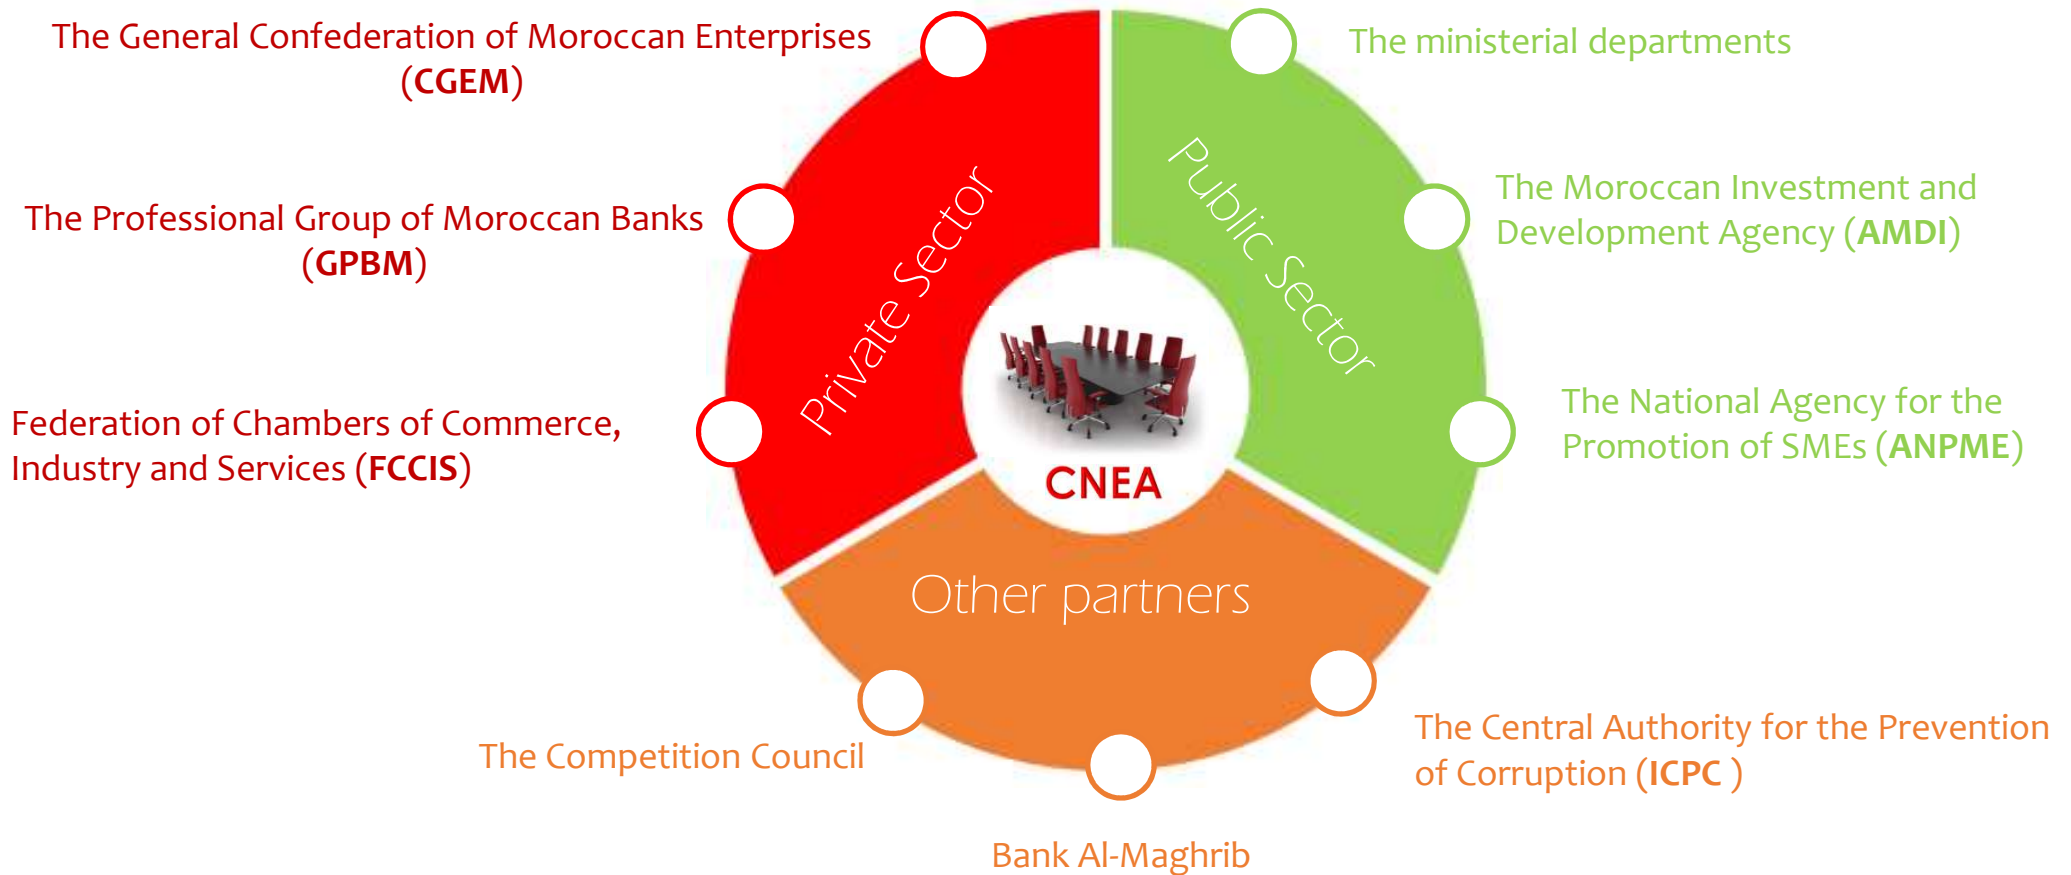 The General Confederation of Moroccan Enterprises
(CGEM)
The Professional Group of Moroccan Banks
(GPBM)
Federation of Chambers of Commerce,
Industry and Services (FCCIS)
Private Sector
Public Sector
The ministerial departments
The Moroccan Investment and
Development Agency (AMDI)
The National Agency for the
Promotion of SMEs (ANPME)
CNEA
Other partners
The Competition Council
Bank Al-Maghrib
The Central Authority for the Prevention
of Corruption (ICPC )